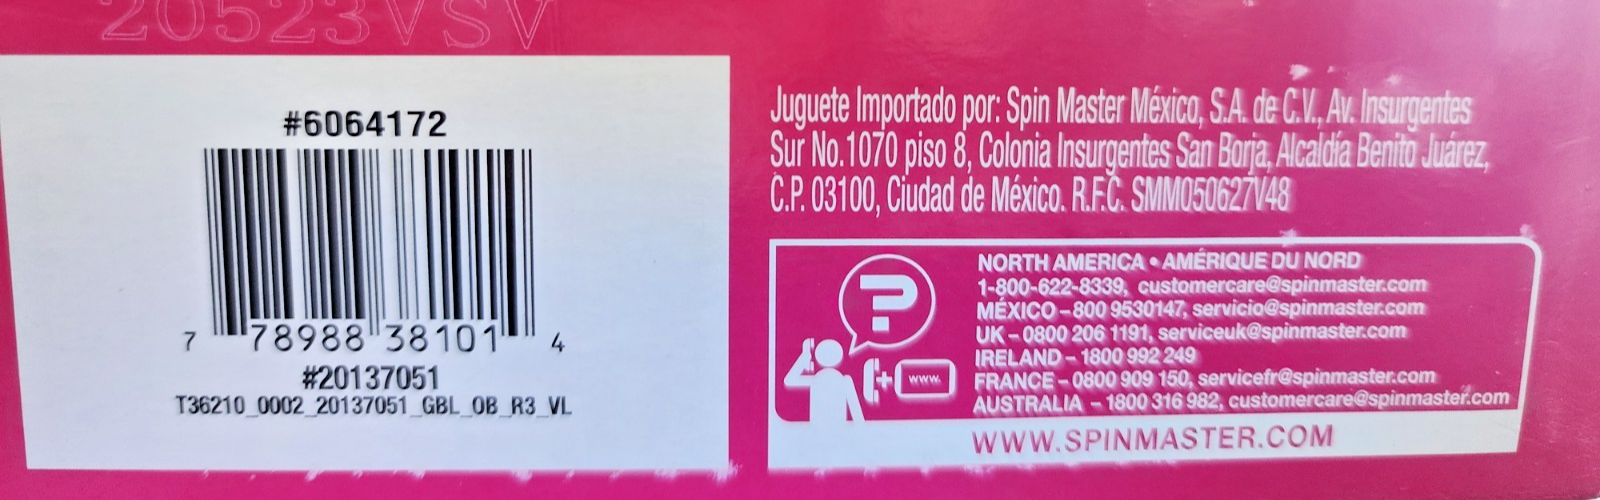 20523VSV
#6064172
7 78988 38101 4
#20137051
T36210_0002_20137051_GBL_OB_R3_VL
Juguete Importado por: Spin Master México, S.A. de C.V., Av. Insurgentes
Sur No.1070 piso 8, Colonia Insurgentes San Borja, Alcaldía Benito Juárez,
C.P. 03100, Ciudad de México. R.F.C. SMM050627V48
?
+ www.
NORTH AMERICA • AMÉRIQUE DU NORD
1-800-622-8339, customercare@spinmaster.com
MÉXICO – 800 9530147, servicio@spinmaster.com
UK – 0800 206 1191, serviceuk@spinmaster.com
IRELAND – 1800 992 249
FRANCE – 0800 909 150, servicefr@spinmaster.com
AUSTRALIA – 1800 316 982, customercare@spinmaster.com
WWW.SPINMASTER.COM